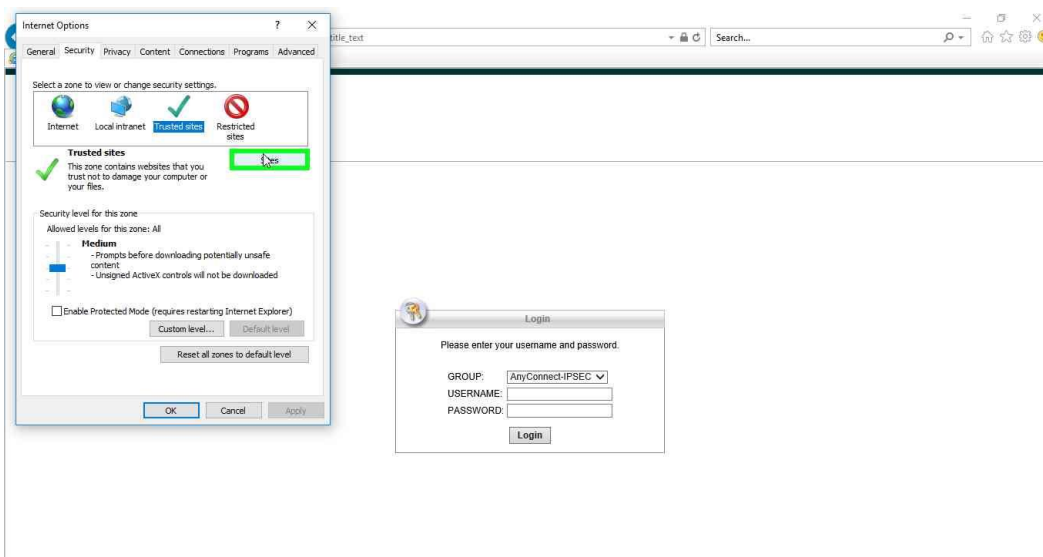 Internet Options
?
General Security Privacy Content Connections Programs Advanced
Select a zone to view or change security settings.
Internet
Local intranet
Trusted sites
Restricted
sites
Trusted sites
This zone contains websites that you
trust not to damage your computer or
your files.
Sites
Security level for this zone
Allowed levels for this zone: All
Medium
- Prompts before downloading potentially unsafe
content
- Unsigned ActiveX controls will not be downloaded
Enable Protected Mode (requires restarting Internet Explorer)
Custom level...
Default level
Reset all zones to default level
OK
Cancel
Apply
title_text
Search...
Login
Please enter your username and password.
GROUP: AnyConnect-IPSEC
USERNAME:
PASSWORD:
Login